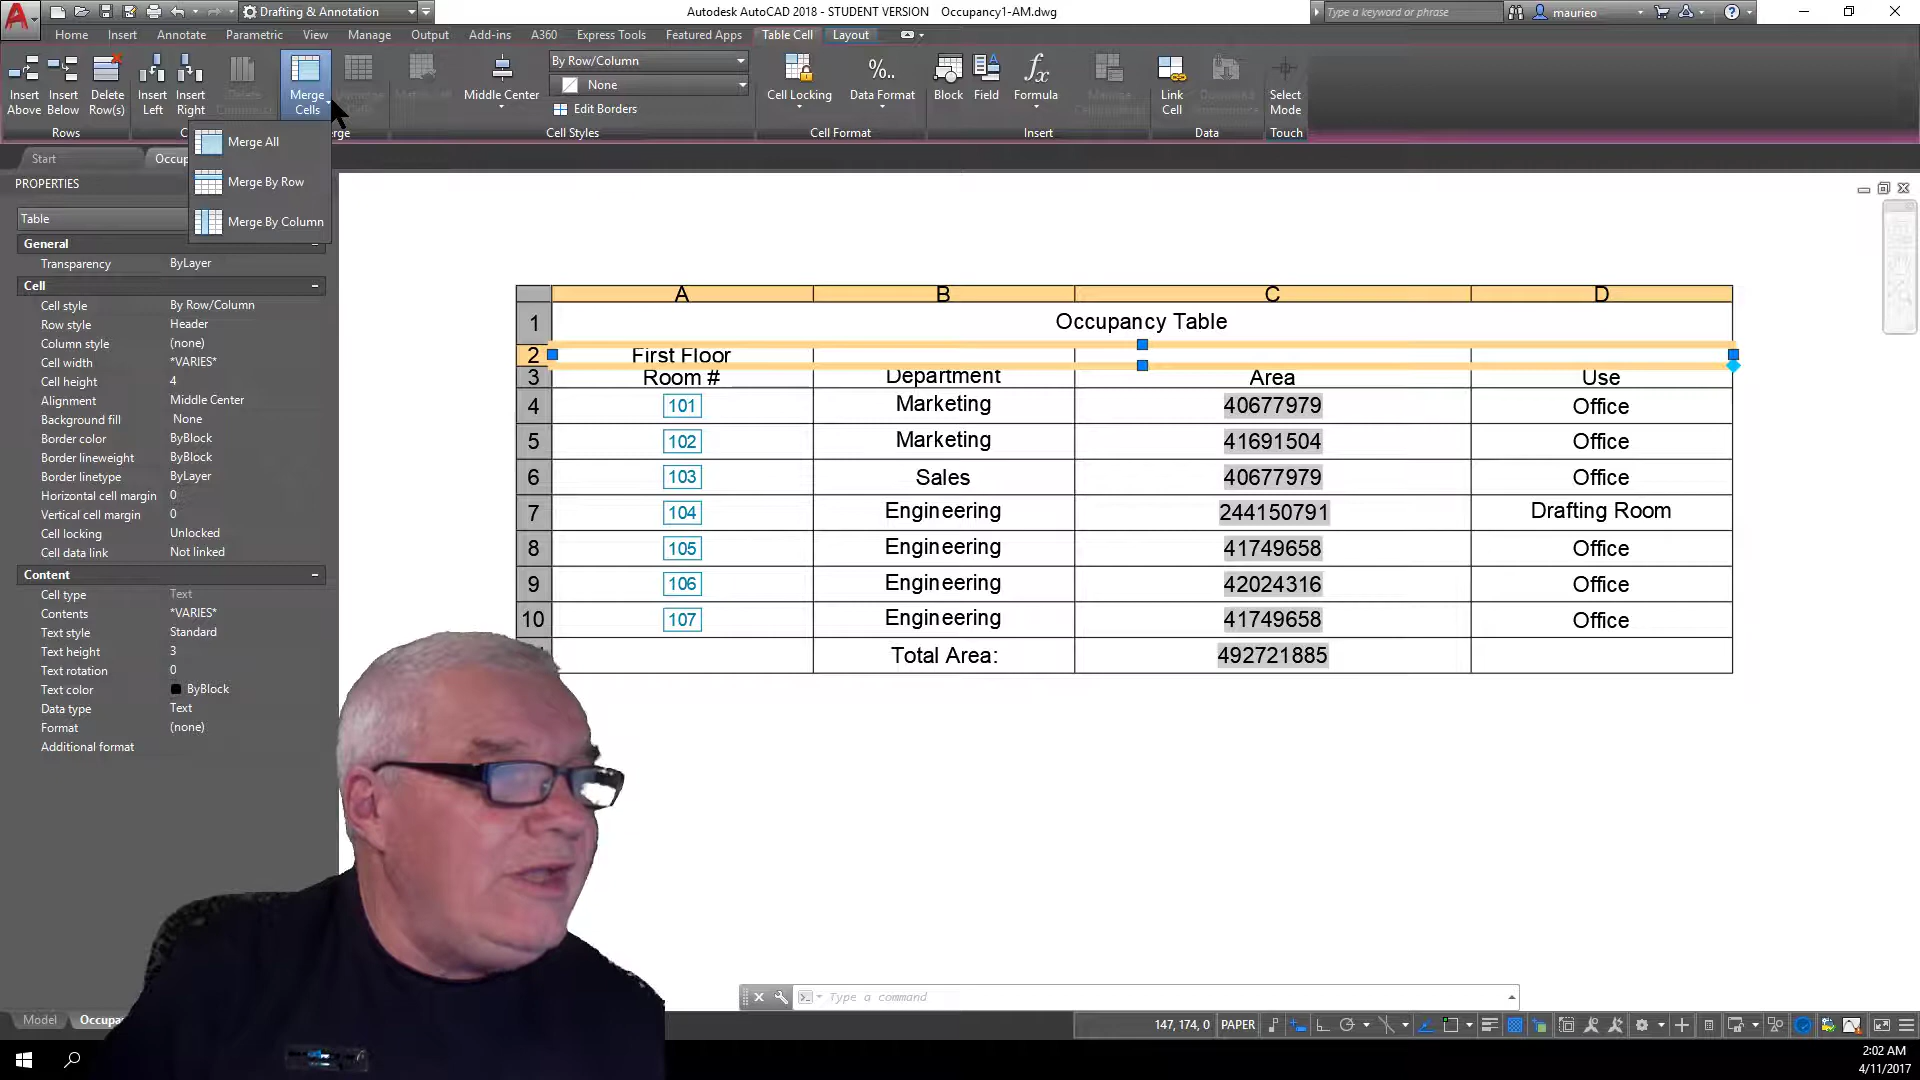 Drafting & Annotation
Autodesk AutoCAD 2018 - STUDENT VERSION Occupancy1-AM.dwg
Type a keyword or phrase
maurieo
Home Insert Annotate Parametric View Manage Output Add-ins A360 Express Tools Featured Apps Table Cell Layout
Insert Above
Insert Below
Delete Row(s)
Insert Left
Insert Right
Merge Cells
By Row/Column
None
Edit Borders
Middle Center
Cell Locking
Data Format
Block
Field
Formula
Link Cell
Select Mode
Rows
Cell Styles
Cell Format
Insert
Data
Touch
Merge All
Merge By Row
Merge By Column
Start
Occup
PROPERTIES
Table
General
Transparency ByLayer
Cell
Cell style By Row/Column
Row style Header
Column style (none)
Cell width *VARIES*
Cell height 4
Alignment Middle Center
Background fill None
Border color ByBlock
Border lineweight ByBlock
Border linetype ByLayer
Horizontal cell margin 0
Vertical cell margin 0
Cell locking Unlocked
Cell data link Not linked
Content
Cell type Text
Contents *VARIES*
Text style Standard
Text height 3
Text rotation 0
Text color ByBlock
Data type Text
Format (none)
Additional format
A B C D
1 Occupancy Table
2 First Floor
3 Room # Department Area Use
4 101 Marketing 40677979 Office
5 102 Marketing 41691504 Office
6 103 Sales 40677979 Office
7 104 Engineering 244150791 Drafting Room
8 105 Engineering 41749658 Office
9 106 Engineering 42024316 Office
10 107 Engineering 41749658 Office
Total Area: 492721885
Type a command
Model Occupa
147, 174, 0 PAPER
2:02 AM
4/11/2017